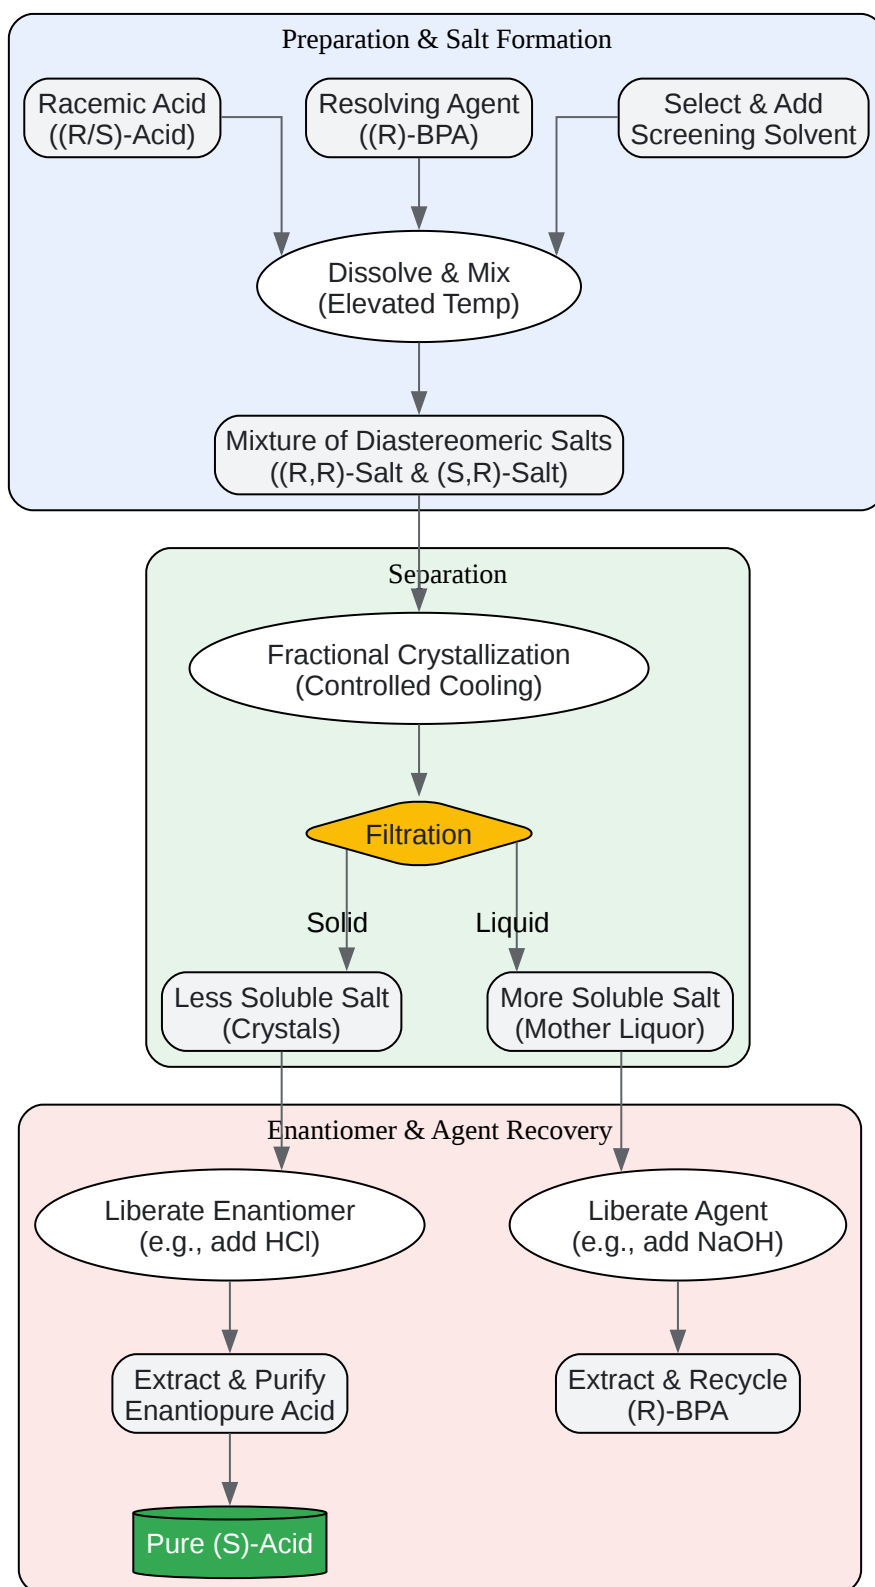 Preparation & Salt Formation
Racemic Acid
((R/S)-Acid)
Resolving Agent
((R)-BPA)
Select & Add
Screening Solvent
Dissolve & Mix
(Elevated Temp)
Mixture of Diastereomeric Salts
((R,R)-Salt & (S,R)-Salt)
Separation
Fractional Crystallization
(Controlled Cooling)
Filtration
Solid
Liquid
Less Soluble Salt
(Crystals)
More Soluble Salt
(Mother Liquor)
Enantiomer & Agent Recovery
Liberate Enantiomer
(e.g., add HCl)
Liberate Agent
(e.g., add NaOH)
Extract & Purify
Enantiopure Acid
Extract & Recycle
(R)-BPA
Pure (S)-Acid